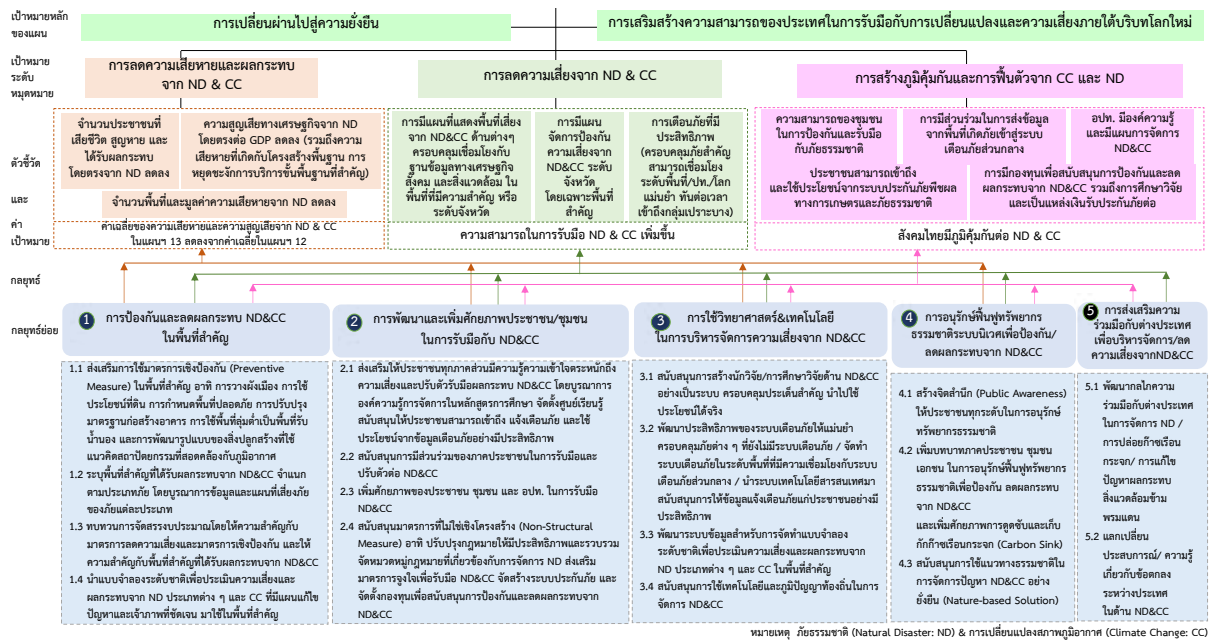 เป้าหมายหลัก
ของแผน
การเปลี่ยนผ่านไปสู่ความยั่งยืน
การเสริมสร้างความสามารถของประเทศในการรับมือกับการเปลี่ยนแปลงและความเสี่ยงภายใต้บริบทโลกใหม่
เป้าหมาย
ระดับ
หมุดหมาย
การลดความเสียหายและผลกระทบ
จาก ND & CC
การลดความเสี่ยงจาก ND & CC
การสร้างภูมิคุ้มกันและการฟื้นตัวจาก CC และ ND
ตัวชี้วัด
และ
ค่า
เป้าหมาย
จำนวนประชาชนที่
เสียชีวิต สูญหาย และ
ได้รับผลกระทบ
โดยตรงจาก ND ลดลง
ความสูญเสียทางเศรษฐกิจจาก ND
โดยตรงต่อ GDP ลดลง (รวมถึงความ
เสียหายที่เกิดกับโครงสร้างพื้นฐาน การ
หยุดชะงักการบริการขั้นพื้นฐานที่สำคัญ)
จำนวนพื้นที่และมูลค่าความเสียหายจาก ND ลดลง
ค่าเฉลี่ยของความเสียหายและความสูญเสียจาก ND & CC
ในแผนฯ 13 ลดลงจากค่าเฉลี่ยในแผนฯ 12
การมีแผนที่แสดงพื้นที่เสี่ยง
จาก ND&CC ด้านต่างๆ
ครอบคลุมเชื่อมโยงกับ
ฐานข้อมูลทางเศรษฐกิจ
สังคม และสิ่งแวดล้อม ใน
พื้นที่ที่มีความสำคัญ หรือ
ระดับจังหวัด
การมีแผน
จัดการป้องกัน
ความเสี่ยงจาก
ND&CC ระดับ
จังหวัด
โดยเฉพาะพื้นที่
สำคัญ
การเตือนภัยที่มี
ประสิทธิภาพ
(ครอบคลุมภัยสำคัญ
สามารถเชื่อมโยง
ระดับพื้นที่/ปท./โลก
แม่นยำ ทันต่อเวลา
เข้าถึงกลุ่มเปราะบาง)
ความสามารถในการรับมือ ND & CC เพิ่มขึ้น
ความสามารถของชุมชน
ในการป้องกันและรับมือ
กับภัยธรรมชาติ
การมีส่วนร่วมในการส่งข้อมูล
จากพื้นที่เกิดภัยเข้าสู่ระบบ
เตือนภัยส่วนกลาง
อปท. มีองค์ความรู้
และมีแผนการจัดการ
ND&CC
ประชาชนสามารถเข้าถึง
และใช้ประโยชน์จากระบบประกันภัยพืชผล
ทางการเกษตรและภัยธรรมชาติ
การมีกองทุนเพื่อสนับสนุนการป้องกันและลด
ผลกระทบจาก ND&CC รวมถึงการศึกษาวิจัย
และเป็นแหล่งเงินรับประกันภัยต่อ
สังคมไทยมีภูมิคุ้มกันต่อ ND & CC
กลยุทธ์
กลยุทธ์ย่อย
1 การป้องกันและลดผลกระทบ ND&CC
ในพื้นที่สำคัญ
1.1 ส่งเสริมการใช้มาตรการเชิงป้องกัน (Preventive
Measure) ในพื้นที่สำคัญ อาทิ การวางผังเมือง การใช้
ประโยชน์ที่ดิน การกำหนดพื้นที่ปลอดภัย การปรับปรุง
มาตรฐานก่อสร้างอาคาร การใช้พื้นที่ลุ่มต่ำเป็นพื้นที่รับ
น้ำนอง และการพัฒนารูปแบบของสิ่งปลูกสร้างที่ใช้
แนวคิดสถาปัตยกรรมที่สอดคล้องกับภูมิอากาศ
1.2 ระบุพื้นที่สำคัญที่ได้รับผลกระทบจาก ND&CC จำแนก
ตามประเภทภัย โดยบูรณาการข้อมูลและแผนที่เสี่ยงภัย
ของภัยแต่ละประเภท
1.3 ทบทวนการจัดสรรงบประมาณโดยให้ความสำคัญกับ
มาตรการลดความเสี่ยงและมาตรการเชิงป้องกัน และให้
ความสำคัญกับพื้นที่สำคัญที่ได้รับผลกระทบจาก ND&CC
1.4 นำแบบจำลองระดับชาติเพื่อประเมินความเสี่ยงและ
ผลกระทบจาก ND ประเภทต่าง ๆ และ CC ที่มีแผนแก้ไข
ปัญหาและเจ้าภาพที่ชัดเจน มาใช้ในพื้นที่สำคัญ
2 การพัฒนาและเพิ่มศักยภาพประชาชน/ชุมชน
ในการรับมือกับ ND&CC
2.1 ส่งเสริมให้ประชาชนทุกภาคส่วนมีความรู้ความเข้าใจตระหนักถึง
ความเสี่ยงและปรับตัวรับมือผลกระทบ ND&CC โดยบูรณาการ
องค์ความรู้การจัดการในหลักสูตรการศึกษา จัดตั้งศูนย์เรียนรู้
สนับสนุนให้ประชาชนสามารถเข้าถึง แจ้งเตือนภัย และใช้
ประโยชน์จากข้อมูลเตือนภัยอย่างมีประสิทธิภาพ
2.2 สนับสนุนการมีส่วนร่วมของภาคประชาชนในการรับมือและ
ปรับตัวต่อ ND&CC
2.3 เพิ่มศักยภาพของประชาชน ชุมชน และ อปท. ในการรับมือ
ND&CC
2.4 สนับสนุนมาตรการที่ไม่ใช่เชิงโครงสร้าง (Non-Structural
Measure) อาทิ ปรับปรุงกฎหมายให้มีประสิทธิภาพและรวบรวม
จัดหมวดหมู่กฎหมายที่เกี่ยวข้องกับการจัดการ ND ส่งเสริม
มาตรการจูงใจเพื่อรับมือ ND&CC จัดสร้างระบบประกันภัย และ
จัดตั้งกองทุนเพื่อสนับสนุนการป้องกันและลดผลกระทบจาก
ND&CC
3 การใช้วิทยาศาสตร์&เทคโนโลยี
ในการบริหารจัดการความเสี่ยงจาก ND&CC
3.1 สนับสนุนการสร้างนักวิจัย/การศึกษาวิจัยด้าน ND&CC
อย่างเป็นระบบ ครอบคลุมประเด็นสำคัญ นำไปใช้
ประโยชน์ได้จริง
3.2 พัฒนาประสิทธิภาพของระบบเตือนภัยให้แม่นยำ
ครอบคลุมภัยต่าง ๆ ที่ยังไม่มีระบบเตือนภัย / จัดทำ
ระบบเตือนภัยในระดับพื้นที่ที่มีความเชื่อมโยงกับระบบ
เตือนภัยส่วนกลาง / นำระบบเทคโนโลยีสารสนเทศมา
สนับสนุนการให้ข้อมูลแจ้งเตือนภัยแก่ประชาชนอย่างมี
ประสิทธิภาพ
3.3 พัฒนาระบบข้อมูลสำหรับการจัดทำแบบจำลอง
ระดับชาติเพื่อประเมินความเสี่ยงและผลกระทบจาก
ND ประเภทต่าง ๆ และ CC ในพื้นที่สำคัญ
3.4 สนับสนุนการใช้เทคโนโลยีและภูมิปัญญาท้องถิ่นในการ
จัดการ ND&CC
4 การอนุรักษ์ฟื้นฟูทรัพยากร
ธรรมชาติระบบนิเวศเพื่อป้องกัน/
ลดผลกระทบจาก ND&CC
4.1 สร้างจิตสำนึก (Public Awareness)
ให้ประชาชนทุกระดับในการอนุรักษ์
ทรัพยากรธรรมชาติ
4.2 เพิ่มบทบาทภาคประชาชน ชุมชน
เอกชน ในการอนุรักษ์ฟื้นฟูทรัพยากร
ธรรมชาติเพื่อป้องกัน ลดผลกระทบ
จาก ND&CC
และเพิ่มศักยภาพการดูดซับและเก็บ
กักก๊าซเรือนกระจก (Carbon Sink)
4.3 สนับสนุนการใช้แนวทางธรรมชาติใน
การจัดการปัญหา ND&CC อย่าง
ยั่งยืน (Nature-based Solution)
5 การส่งเสริมความ
ร่วมมือกับต่างประเทศ
เพื่อบริหารจัดการ/ลด
ความเสี่ยงจากND&CC
5.1 พัฒนากลไกความ
ร่วมมือกับต่างประเทศ
ในการจัดการ ND /
การปล่อยก๊าซเรือน
กระจก/ การแก้ไข
ปัญหาผลกระทบ
สิ่งแวดล้อมข้าม
พรมแดน
5.2 แลกเปลี่ยน
ประสบการณ์/ ความรู้
เกี่ยวกับข้อตกลง
ระหว่างประเทศ
ในด้าน ND&CC
หมายเหตุ ภัยธรรมชาติ (Natural Disaster: ND) & การเปลี่ยนแปลงสภาพภูมิอากาศ (Climate Change: CC)